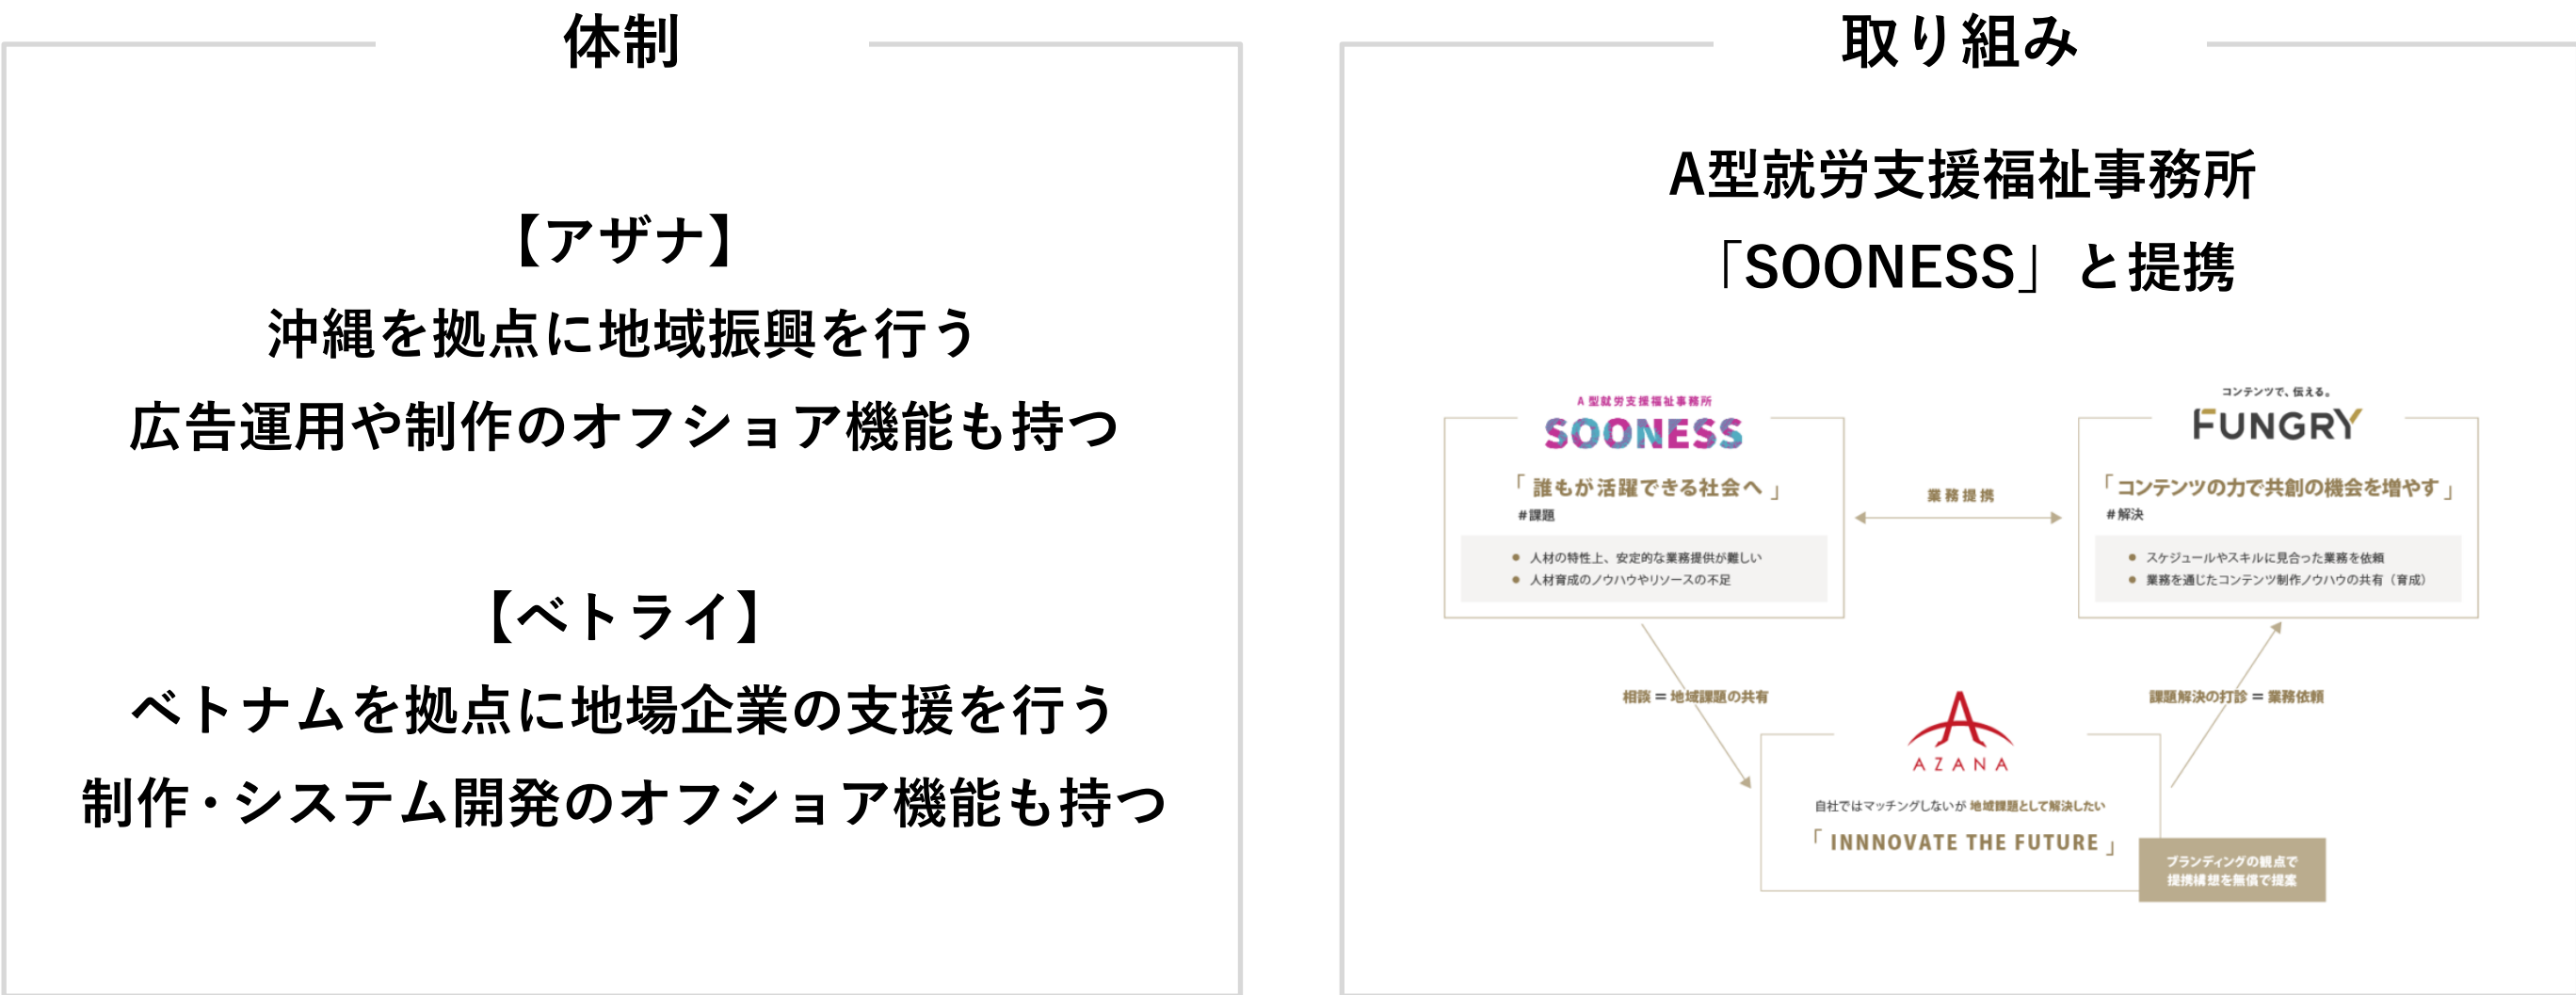 体制
【アザナ】
沖縄を拠点に地域振興を行う
広告運用や制作のオフショア機能も持つ
【ベトライ】
ベトナムを拠点に地場企業の支援を行う
制作・システム開発のオフショア機能も持つ
取り組み
A型就労支援福祉事務所
「SOONESS」と提携
A型就労支援福祉事務所
SOONESS
「誰もが活躍できる社会へ」
#課題
● 人材の特性上、安定的な業務提供が難しい
● 人材育成のノウハウやリソースの不足
業務提携
コンテンツで、伝える。
FUNGRY
「コンテンツの力で共創の機会を増やす」
#解決
● スケジュールやスキルに見合った業務を依頼
● 業務を通じたコンテンツ制作ノウハウの共有（育成）
相談＝地域課題の共有
課題解決の打診＝業務依頼
AZANA
自社ではマッチングしないが 地域課題として解決したい
「INNNOVATE THE FUTURE」
ブランディングの観点で
提携構想を無償で提案